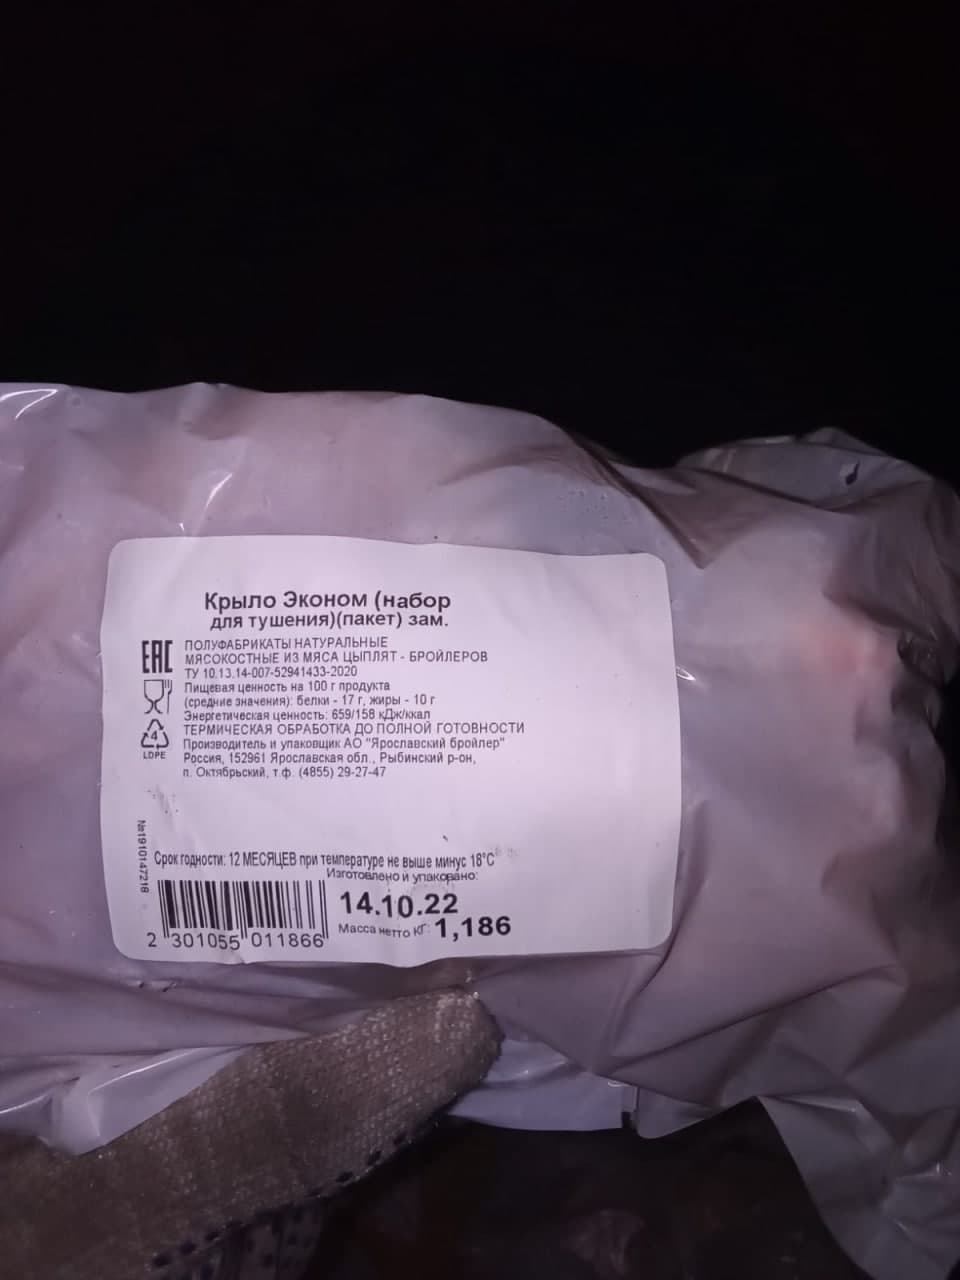 Крыло Эконом (набор
для тушения)(пакет) зам.
EAC
ПОЛУФАБРИКАТЫ НАТУРАЛЬНЫЕ
МЯСОКОСТНЫЕ ИЗ МЯСА ЦЫПЛЯТ - БРОЙЛЕРОВ
ТУ 10.13.14-007-52941433-2020
Пищевая ценность на 100 г продукта
(средние значения): белки - 17 г, жиры - 10 г
Энергетическая ценность: 659/158 кДж/ккал
ТЕРМИЧЕСКАЯ ОБРАБОТКА ДО ПОЛНОЙ ГОТОВНОСТИ
4
LDPE
Производитель и упаковщик АО "Ярославский бройлер"
Россия, 152961 Ярославская обл., Рыбинский р-он,
п. Октябрьский, т.ф. (4855) 29-27-47
№1910147218
Срок годности: 12 МЕСЯЦЕВ при температуре не выше минус 18°С
Изготовлено и упаковано:
14.10.22
Масса нетто КГ: 1,186
2 301055 011866